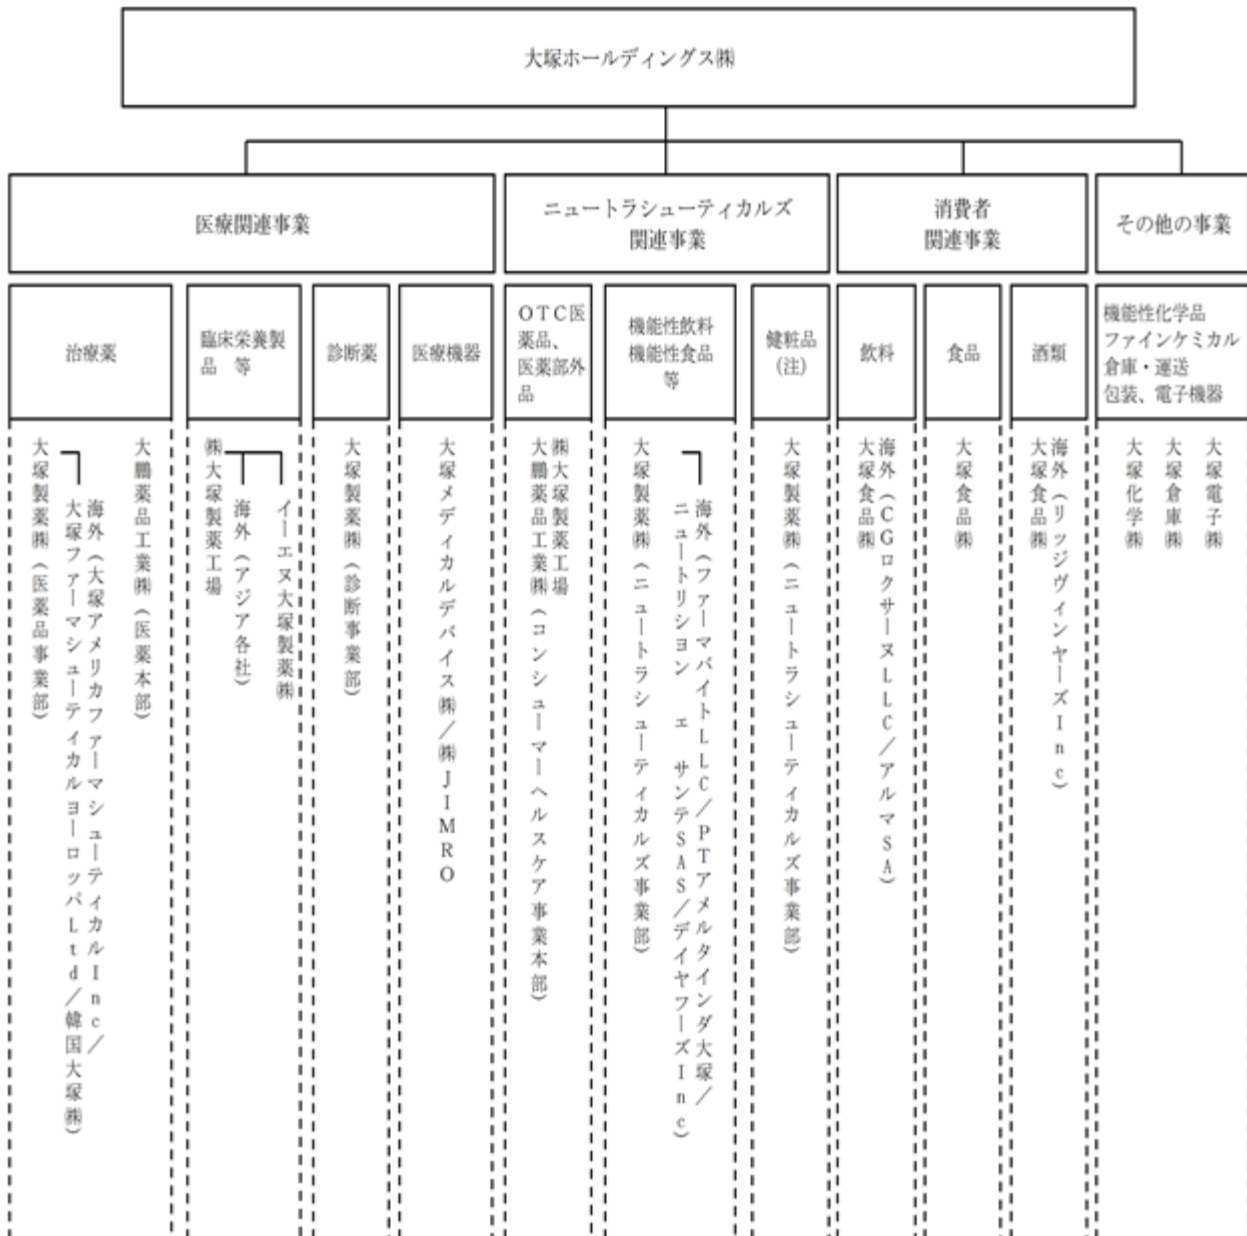 大塚ホールディングス㈱
医療関連事業
ニュートラシューティカルズ
関連事業
消費者
関連事業
その他の事業
治療薬
臨床栄養製
品　等
診断薬
医療機器
ＯＴＣ医
薬品、
医薬部外
品
機能性飲料
機能性食品
等
健粧品
(注)
飲料
食品
酒類
機能性化学品
ファインケミカル
倉庫・運送
包装、電子機器
大塚製薬㈱（医薬品事業部）
海外（大塚アメリカファーマシューティカルＩｎｃ／
大塚ファーマシューティカルヨーロッパＬｔｄ／韓国大塚㈱）
大鵬薬品工業㈱（医薬本部）
㈱大塚製薬工場
海外（アジア各社）
イーエヌ大塚製薬㈱
大塚製薬㈱（診断事業部）
大塚メディカルデバイス㈱／㈱ＪＩＭＲＯ
㈱大塚製薬工場
大鵬薬品工業㈱（コンシューマーヘルスケア事業本部）
大塚製薬㈱（ニュートラシューティカルズ事業部）
海外（ファーマバイトＬＬＣ／ＰＴアメルタインダ大塚／
ニュートリション　エ　サンテＳＡＳ／デイヤフーズＩｎｃ）
大塚製薬㈱（ニュートラシューティカルズ事業部）
海外（ＣＧロクサーヌＬＬＣ／アルマＳＡ）
大塚食品㈱
大塚食品㈱
海外（リッジヴィンヤーズＩｎｃ）
大塚食品㈱
大塚化学㈱
大塚倉庫㈱
大塚電子㈱